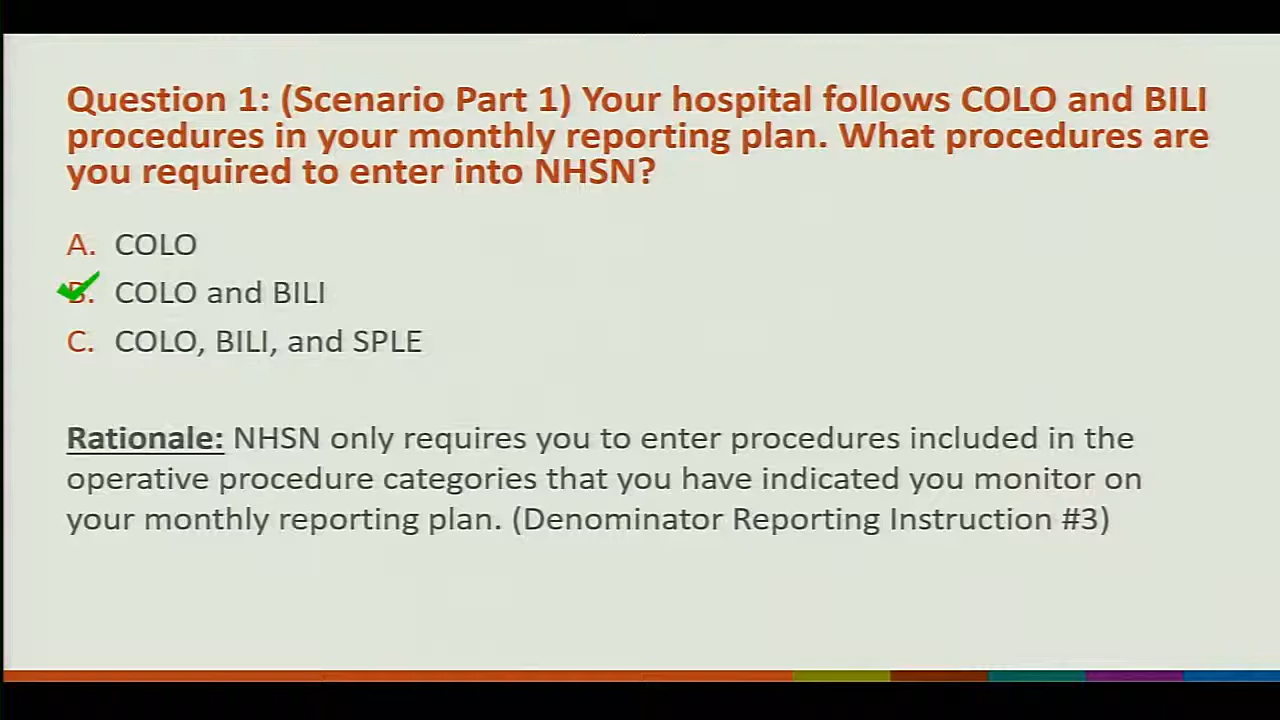 Question 1: (Scenario Part 1) Your hospital follows COLO and BILI
procedures in your monthly reporting plan. What procedures are
you required to enter into NHSN?
A. COLO
B. COLO and BILI
C. COLO, BILI, and SPLE
Rationale: NHSN only requires you to enter procedures included in the
operative procedure categories that you have indicated you monitor on
your monthly reporting plan. (Denominator Reporting Instruction #3)